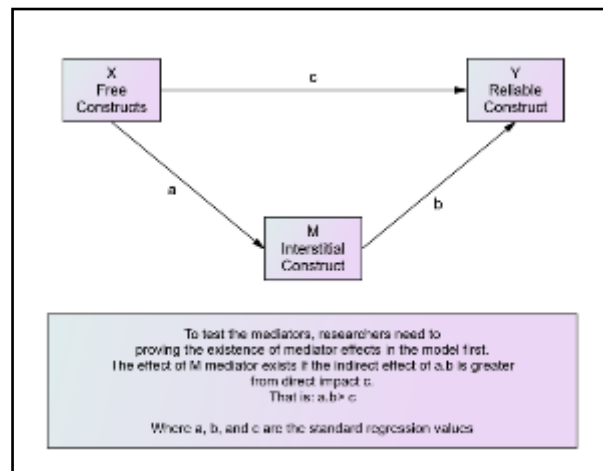 X
Free
Constructs
c
Y
Reliable
Construct
a
b
M
Interstitial
Construct
To test the mediators, researchers need to
proving the existence of mediator effects in the model first.
The effect of M mediator exists if the indirect effect of a.b is greater
from direct impact c.
That is: a.b> c
Where a, b, and c are the standard regression values